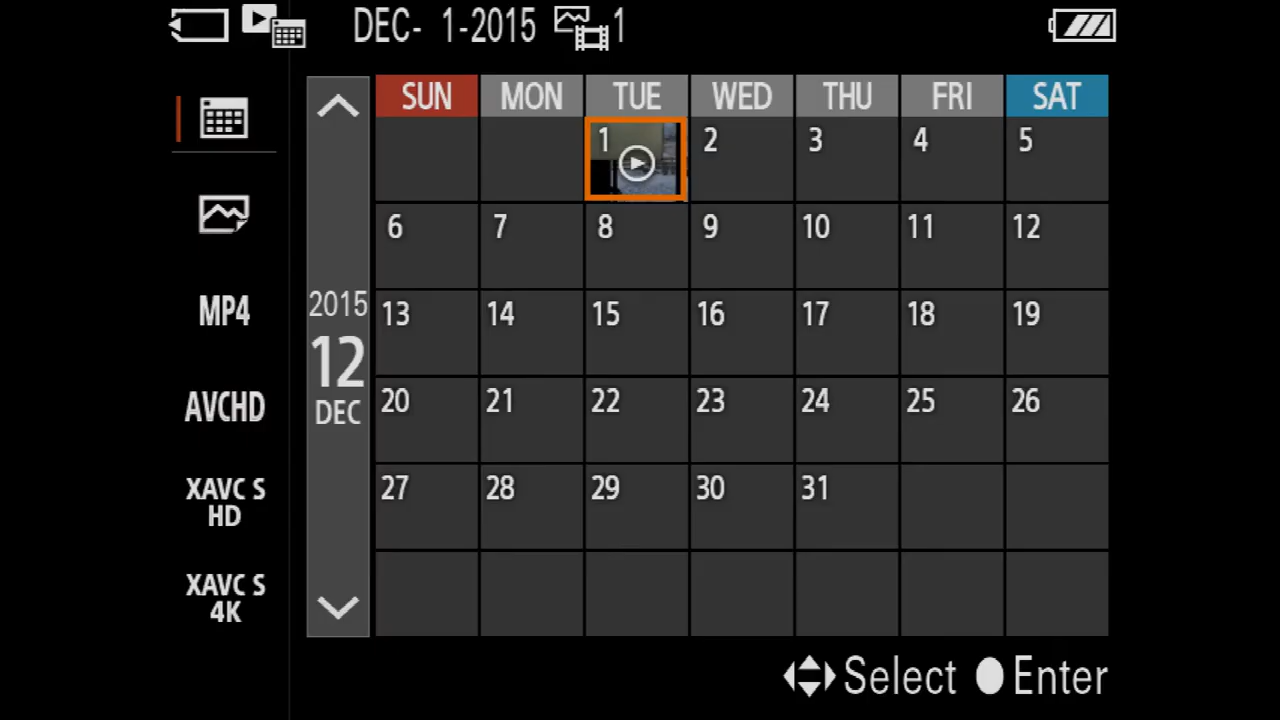 DEC- 1-2015 1
SUN MON TUE WED THU FRI SAT
1 2 3 4 5
6 7 8 9 10 11 12
MP4
2015
13 14 15 16 17 18 19
12
DEC
AVCHD
20 21 22 23 24 25 26
XAVC S
HD
27 28 29 30 31
XAVC S
4K
Select Enter